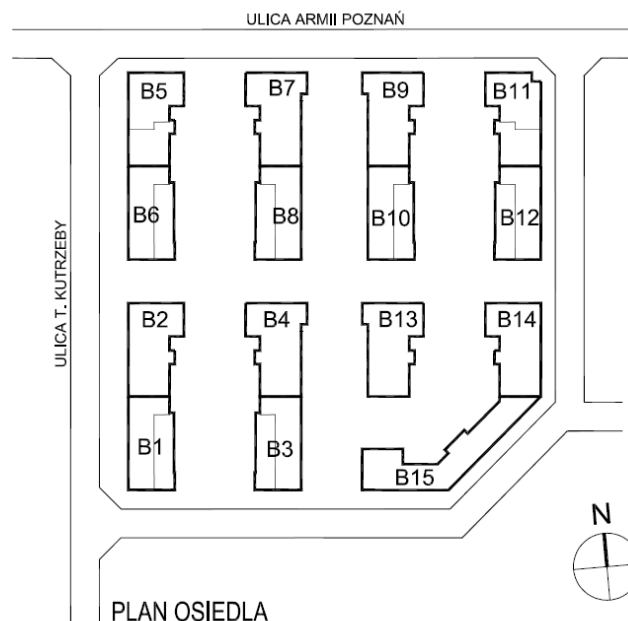 ULICA ARMII POZNAŃ
B5
B7
B9
B11
B6
B8
B10
B12
ULICA T. KUTRZEBY
B2
B4
B13
B14
B1
B3
B15
N
PLAN OSIEDLA